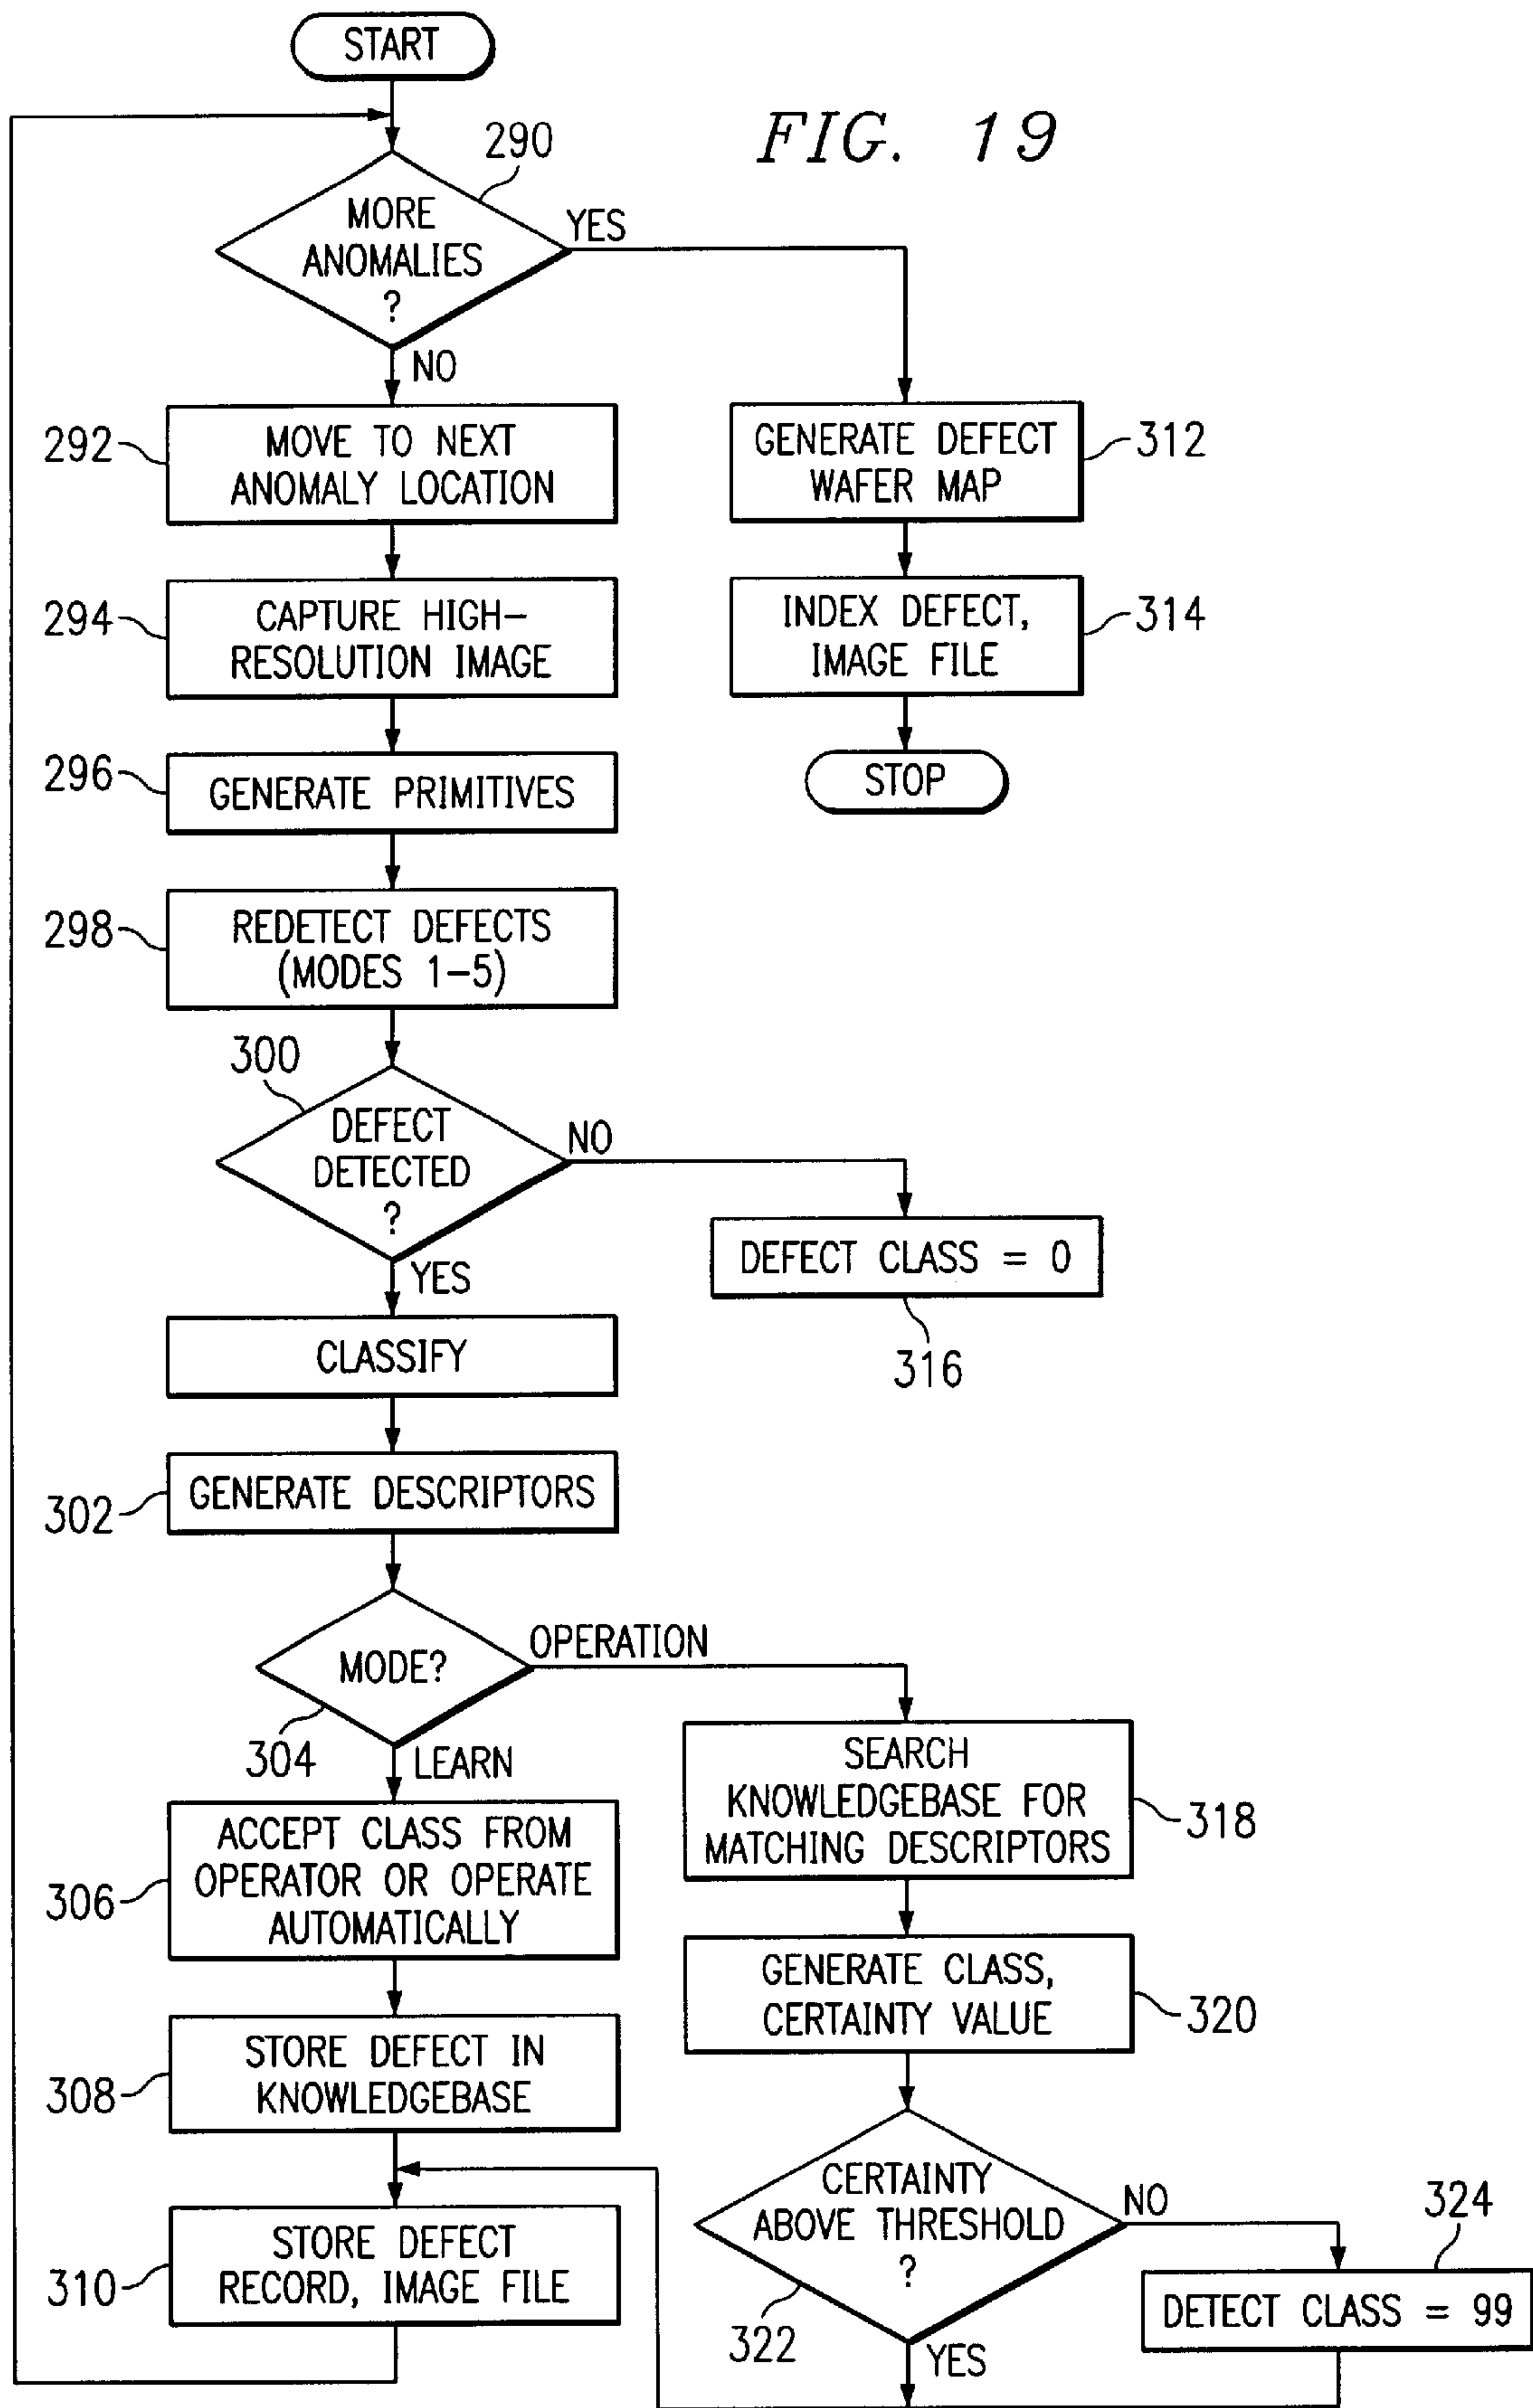 START
FIG. 19
290
MORE
ANOMALIES
?
YES
NO
292
MOVE TO NEXT
ANOMALY LOCATION
GENERATE DEFECT
WAFER MAP
312
294
CAPTURE HIGH-
RESOLUTION IMAGE
INDEX DEFECT,
IMAGE FILE
314
296
GENERATE PRIMITIVES
STOP
298
REDETECT DEFECTS
(MODES 1-5)
300
DEFECT
DETECTED
?
NO
YES
DEFECT CLASS = 0
316
CLASSIFY
302
GENERATE DESCRIPTORS
MODE?
OPERATION
304
LEARN
SEARCH
KNOWLEDGEBASE FOR
MATCHING DESCRIPTORS
318
306
ACCEPT CLASS FROM
OPERATOR OR OPERATE
AUTOMATICALLY
GENERATE CLASS,
CERTAINTY VALUE
320
308
STORE DEFECT IN
KNOWLEDGEBASE
CERTAINTY
ABOVE THRESHOLD
?
NO
324
310
STORE DEFECT
RECORD, IMAGE FILE
322
YES
DETECT CLASS = 99